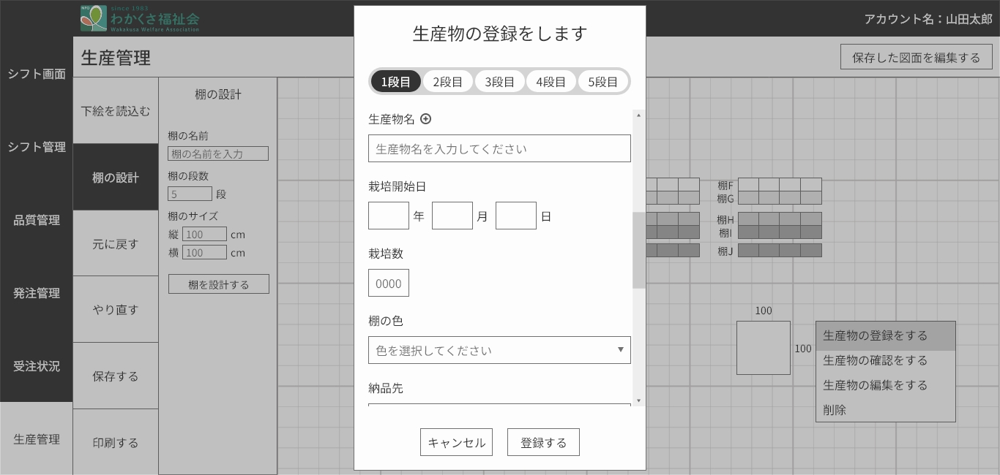 NPO
since 1983
わかくさ福祉会
Wakakusa Welfare Association
アカウント名：山田太郎
シフト画面
シフト管理
品質管理
発注管理
受注状況
生産管理
生産管理
保存した図面を編集する
下絵を読込む
棚の設計
元に戻す
やり直す
保存する
印刷する
棚の設計
棚の名前
棚の名前を入力
棚の段数
5 段
棚のサイズ
縦 100 cm
横 100 cm
棚を設計する
生産物の登録をします
1段目 2段目 3段目 4段目 5段目
生産物名
生産物名を入力してください
栽培開始日
年 月 日
栽培数
0000
棚の色
色を選択してください
納品先
キャンセル 登録する
棚F
棚G
棚H
棚I
棚J
100
100
生産物の登録をする
生産物の確認をする
生産物の編集をする
削除